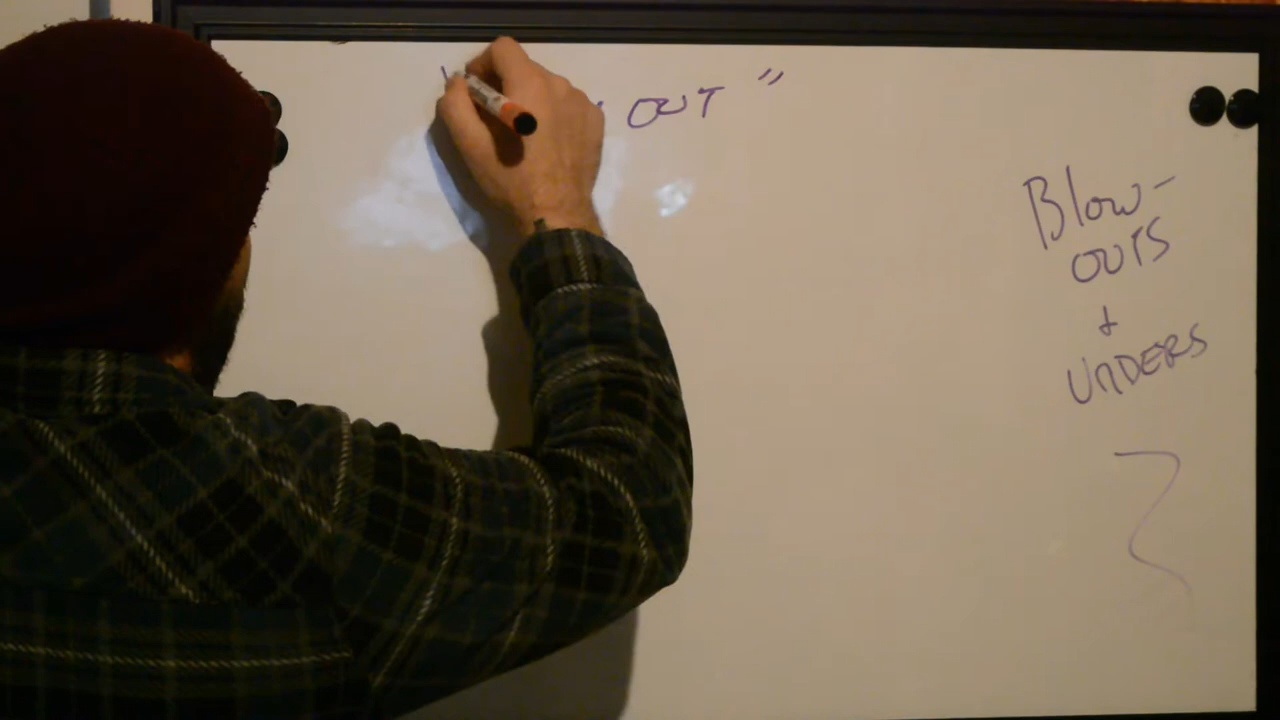 OUT "
Blow-
OUTS
+
UNDERS